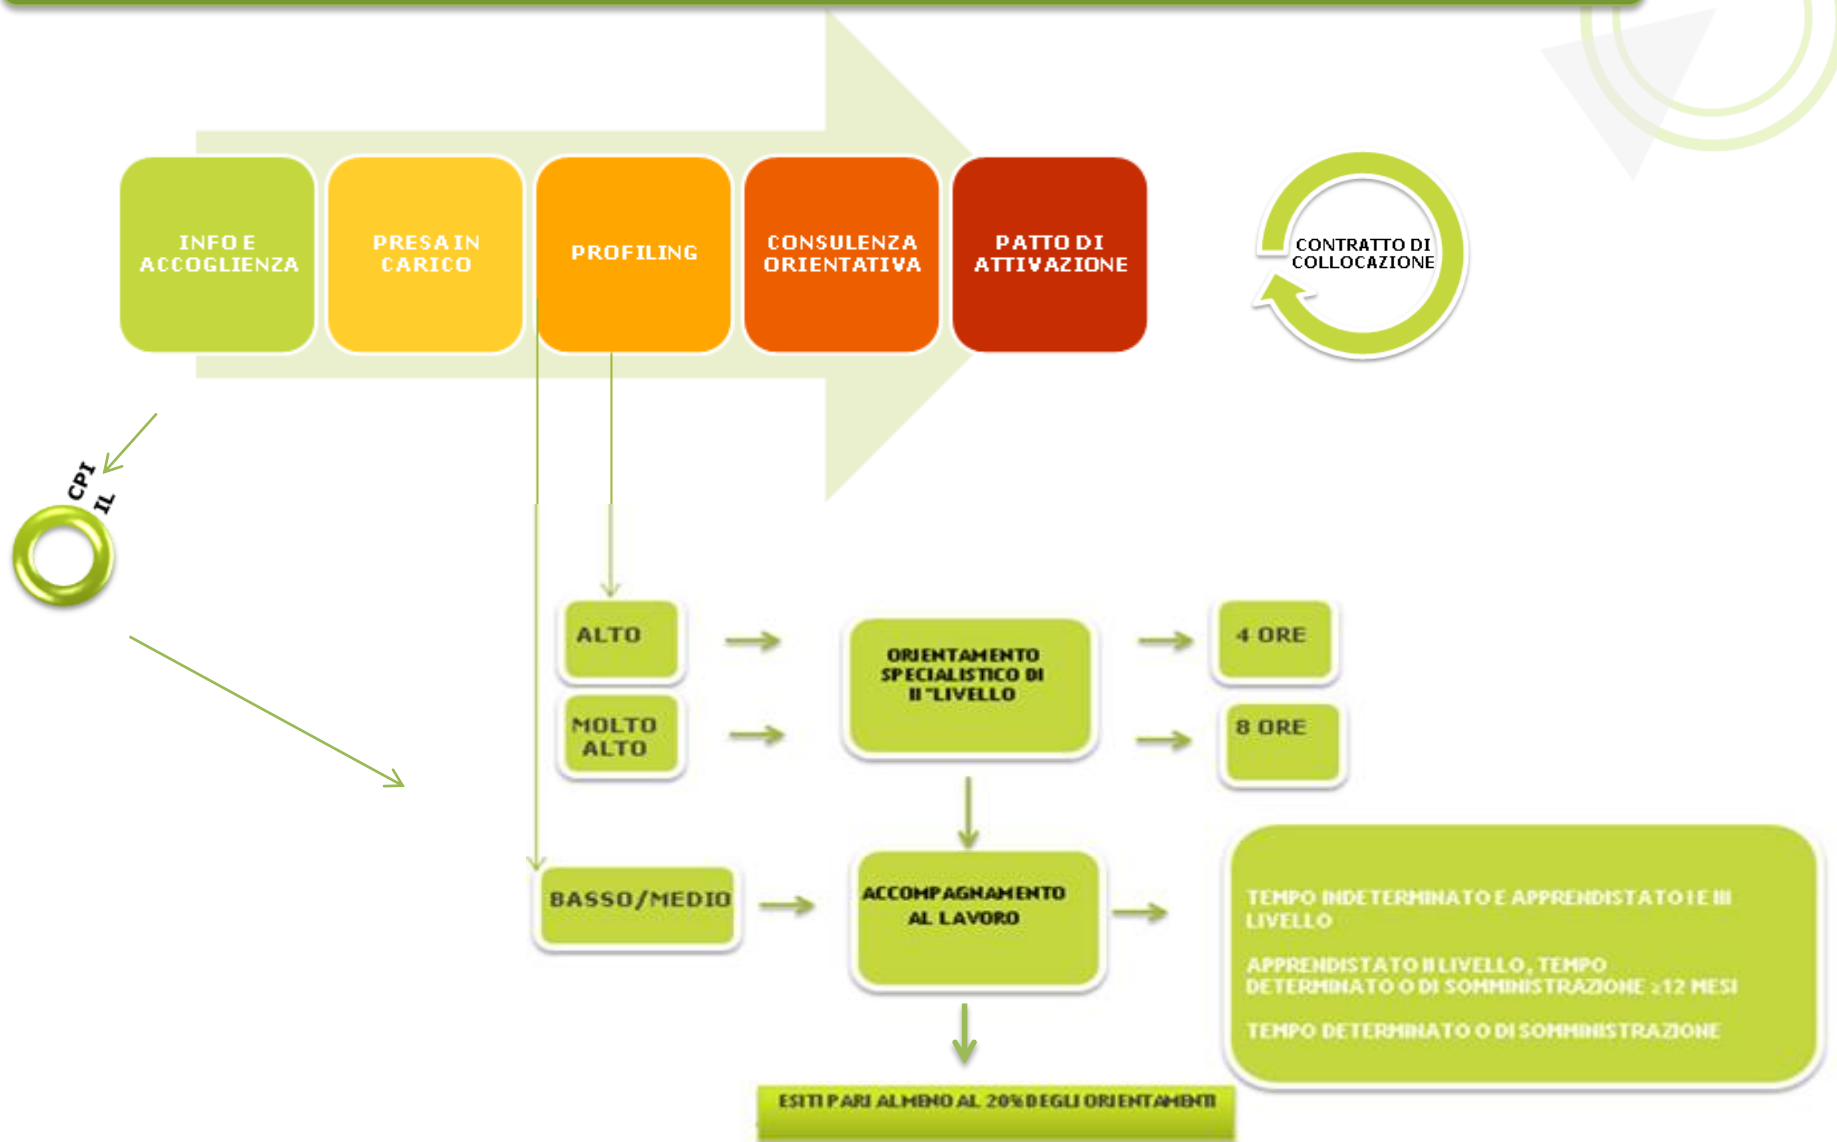 INFO E
ACCOGLIENZA
PRESA IN
CARICO
PROFILING
CONSULENZA
ORIENTATIVA
PATTO DI
ATTIVAZIONE
CONTRATTO DI
COLLOCAZIONE
CPI
IL
ALTO
ORIENTAMENTO
SPECIALISTICO DI
II °LIVELLO
4 ORE
MOLTO
ALTO
8 ORE
BASSO/MEDIO
ACCOMPAGNAMENTO
AL LAVORO
TEMPO INDETERMINATO E APPRENDISTATO I E III
LIVELLO
APPRENDISTATO II LIVELLO, TEMPO
DETERMINATO O DI SOMMINISTRAZIONE ≥12 MESI
TEMPO DETERMINATO O DI SOMMINISTRAZIONE
ESITI PARI ALMENO AL 20% DEGLI ORIENTAMENTI